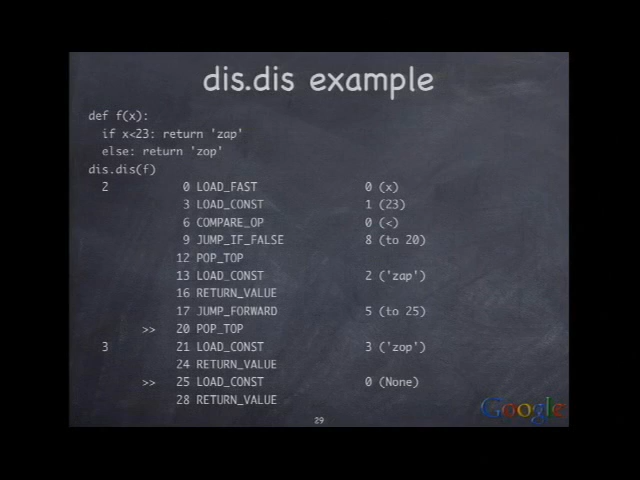 dis.dis example
def f(x):
if x<23: return 'zap'
else: return 'zop'
dis.dis(f)
2 0 LOAD_FAST 0 (x)
3 LOAD_CONST 1 (23)
6 COMPARE_OP 0 (<)
9 JUMP_IF_FALSE 8 (to 20)
12 POP_TOP
13 LOAD_CONST 2 ('zap')
16 RETURN_VALUE
17 JUMP_FORWARD 5 (to 25)
>> 20 POP_TOP
3 21 LOAD_CONST 3 ('zop')
24 RETURN_VALUE
>> 25 LOAD_CONST 0 (None)
28 RETURN_VALUE
29
Google